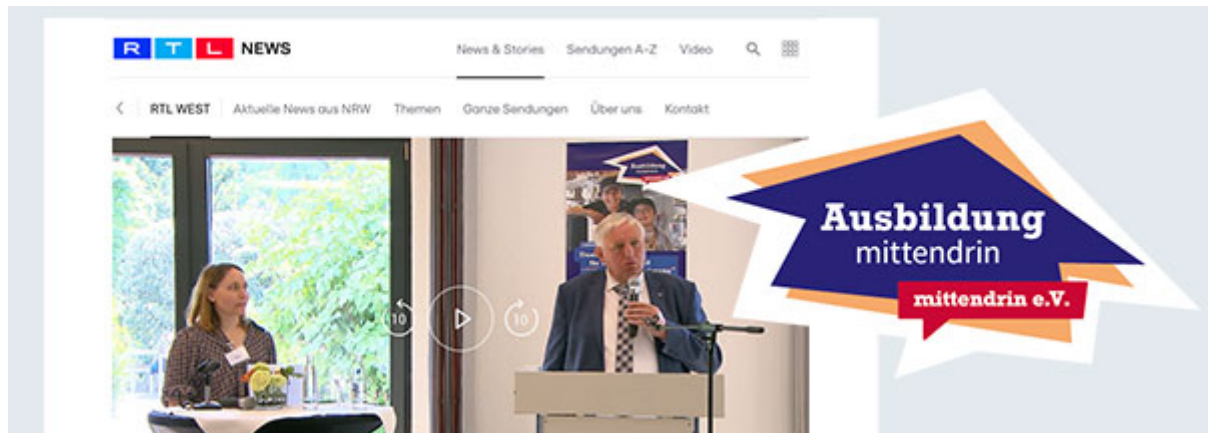 RTL NEWS News & Stories Sendungen A-Z Video
RTL WEST Aktuelle News aus NRW Themen Ganze Sendungen Über uns Kontakt
10 10
Ausbildung
mittendrin
mittendrin e.V.